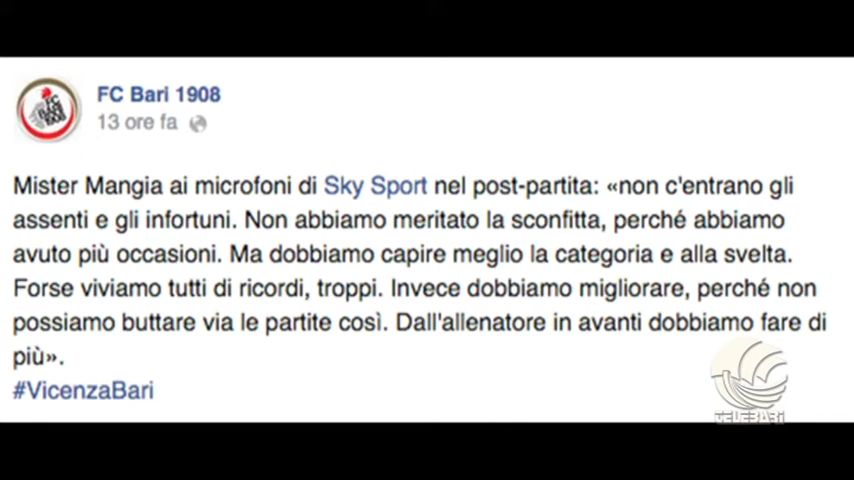 FC Bari 1908
13 ore fa
Mister Mangia ai microfoni di Sky Sport nel post-partita: «non c'entrano gli
assenti e gli infortuni. Non abbiamo meritato la sconfitta, perché abbiamo
avuto più occasioni. Ma dobbiamo capire meglio la categoria e alla svelta.
Forse viviamo tutti di ricordi, troppi. Invece dobbiamo migliorare, perché non
possiamo buttare via le partite così. Dall'allenatore in avanti dobbiamo fare di
più».
#VicenzaBari
TELEBARI